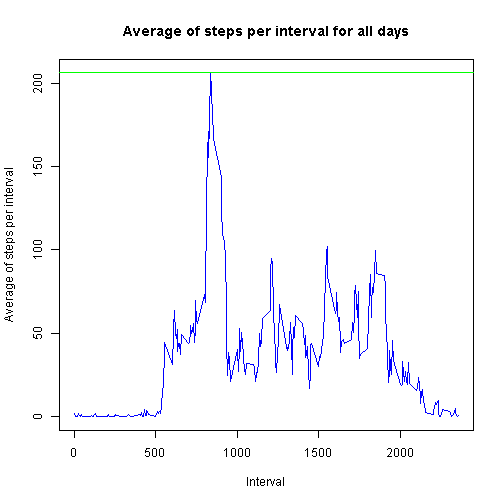 Average of steps per interval for all days
Average of steps per interval
200
150
100
50
0
0 500 1000 1500 2000
Interval